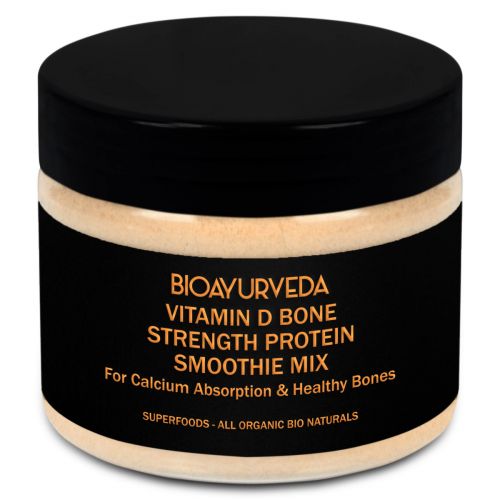 BIOAYURVEDA
VITAMIN D BONE
STRENGTH PROTEIN
SMOOTHIE MIX
For Calcium Absorption & Healthy Bones
SUPERFOODS - ALL ORGANIC BIO NATURALS